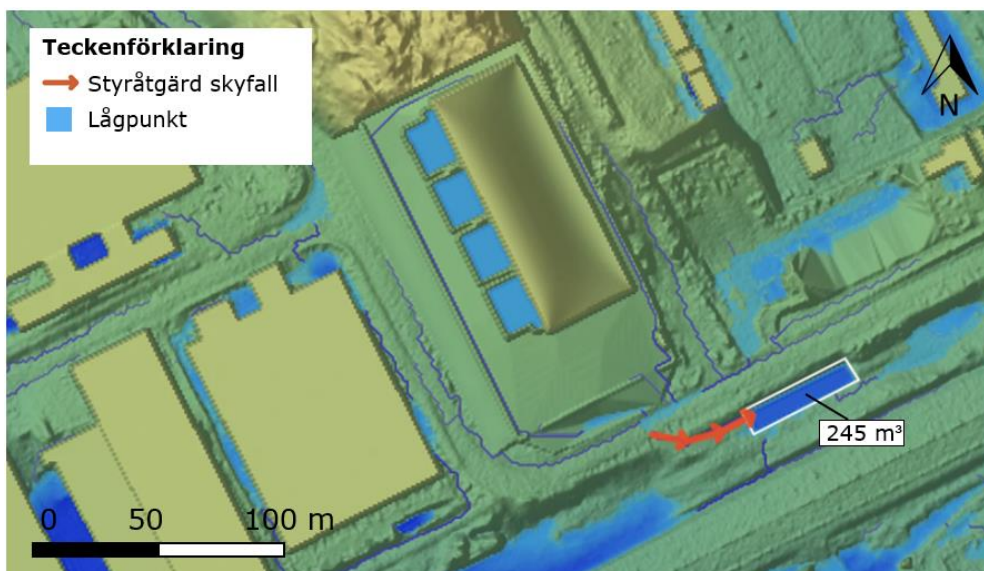 Teckenförklaring
Styråtgärd skyfall
Lågpunkt
N
245 m³
0 50 100 m